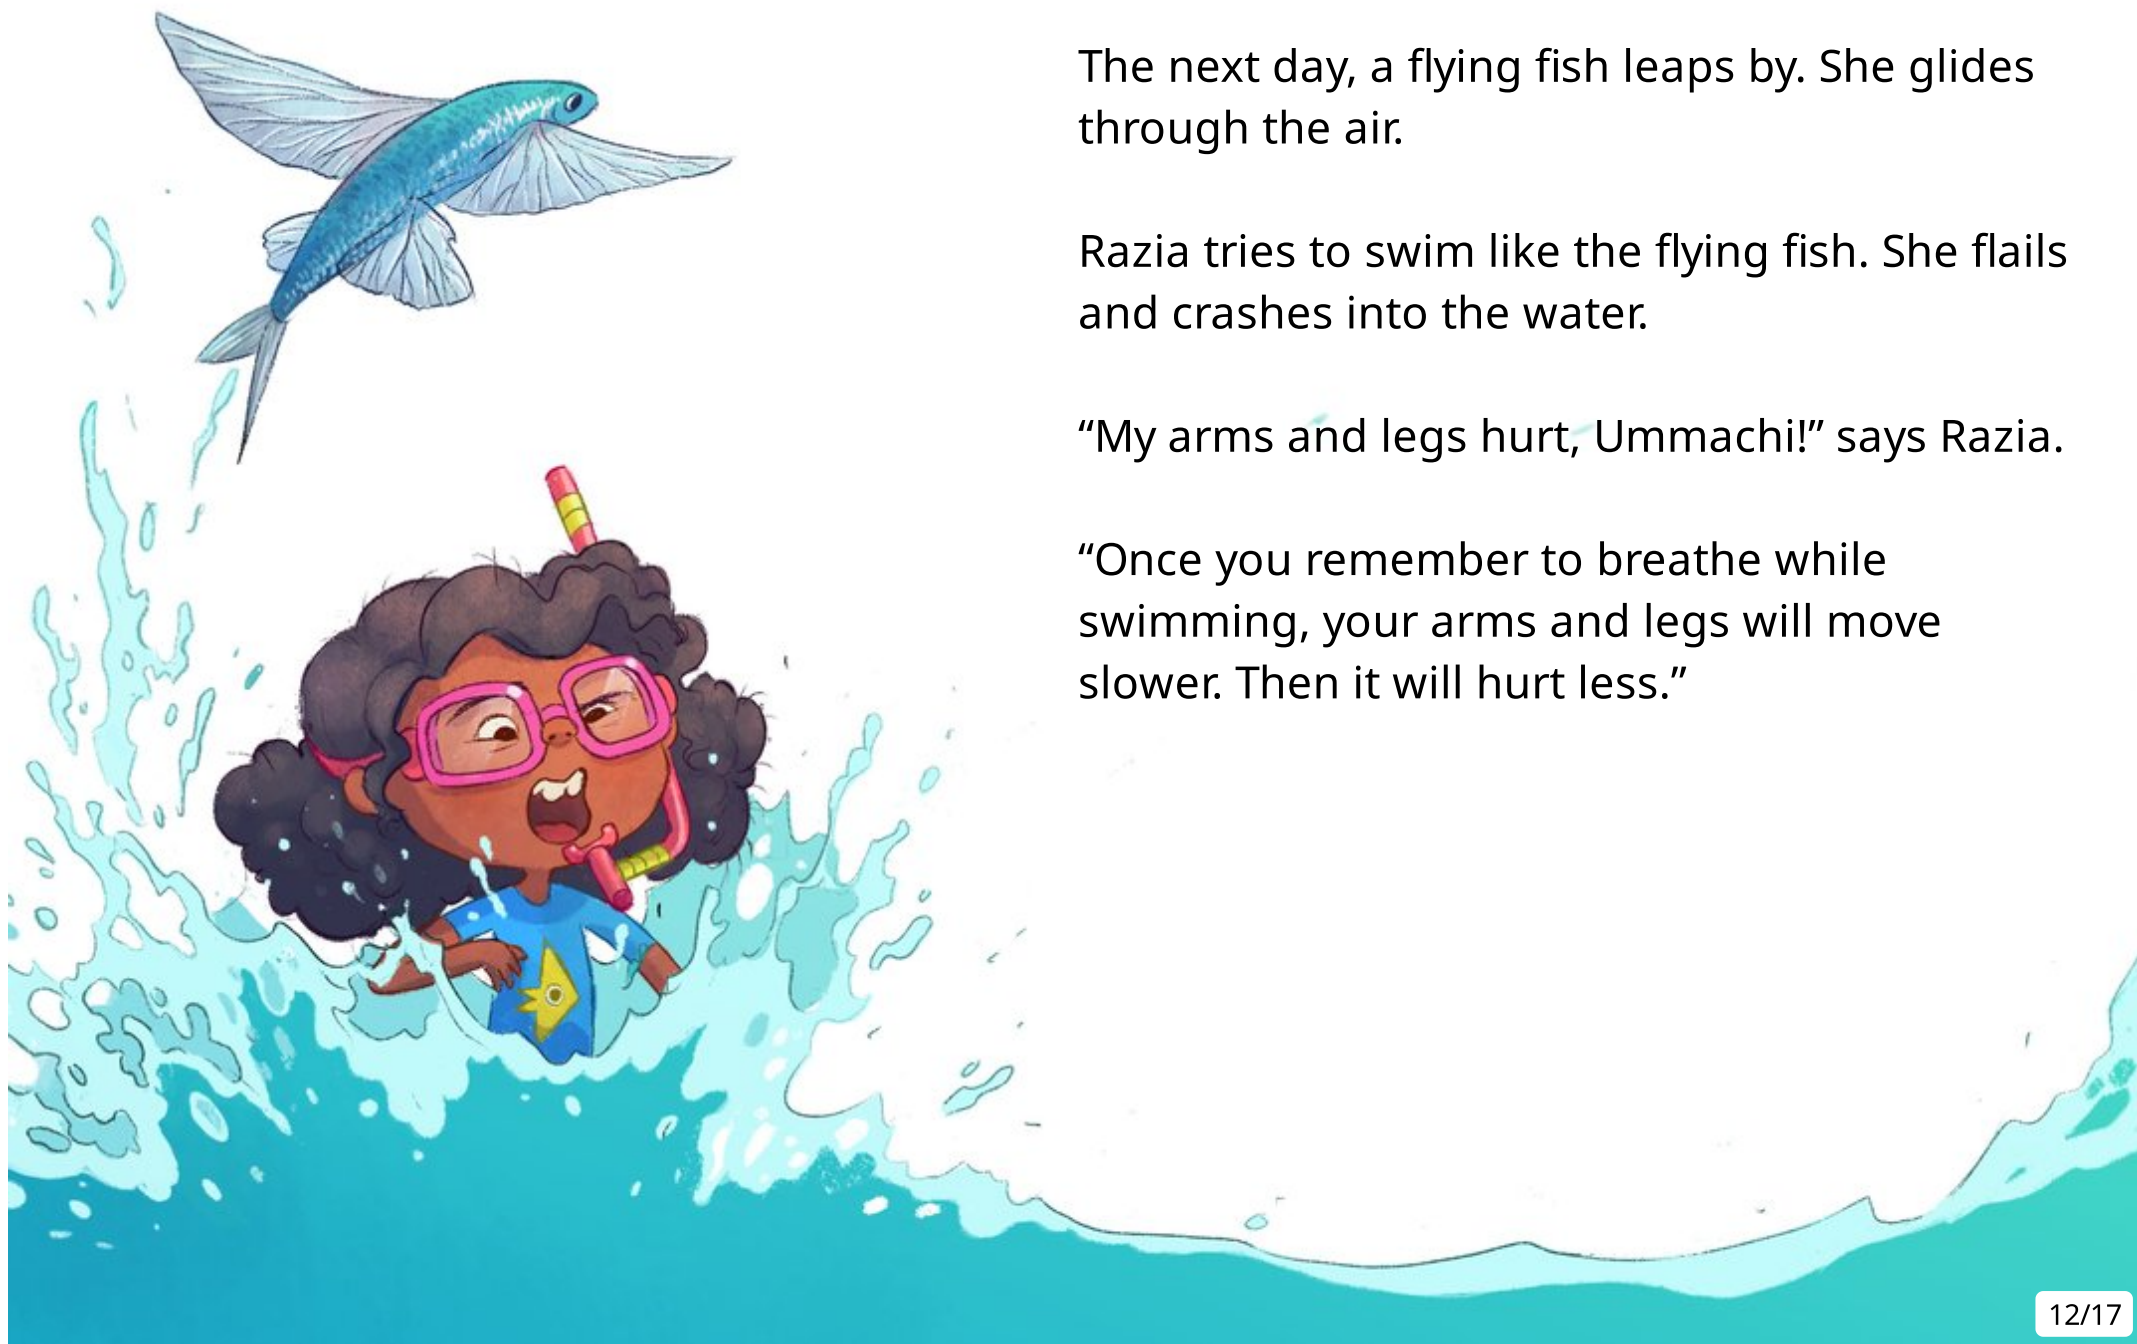 The next day, a flying fish leaps by. She glides
through the air.
Razia tries to swim like the flying fish. She flails
and crashes into the water.
“My arms and legs hurt, Ummachi!” says Razia.
“Once you remember to breathe while
swimming, your arms and legs will move
slower. Then it will hurt less.”
12/17